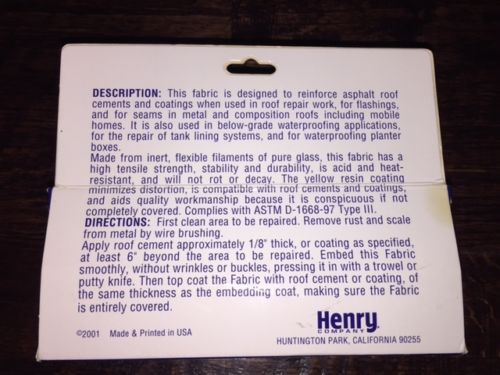 DESCRIPTION: This fabric is designed to reinforce asphalt roof
cements and coatings when used in roof repair work, for flashings,
and for seams in metal and composition roofs including mobile
homes. It is also used in below-grade waterproofing applications,
for the repair of tank lining systems, and for waterproofing planter
boxes.
Made from inert, flexible filaments of pure glass, this fabric has a
high tensile strength, stability and durability, is acid and heat-
resistant, and will not rot or decay. The yellow resin coating
minimizes distortion, is compatible with roof cements and coatings,
and aids quality workmanship because it is conspicuous if not
completely covered. Complies with ASTM D-1668-97 Type III.
DIRECTIONS: First clean area to be repaired. Remove rust and scale
from metal by wire brushing.
Apply roof cement approximately 1/8" thick, or coating as specified,
at least 6" beyond the area to be repaired. Embed this Fabric
smoothly, without wrinkles or buckles, pressing it in with a trowel or
putty knife. Then top coat the Fabric with roof cement or coating, of
the same thickness as the embedding coat, making sure the Fabric
is entirely covered.
©2001 Made & Printed in USA
Henry
COMPANY
HUNTINGTON PARK, CALIFORNIA 90255